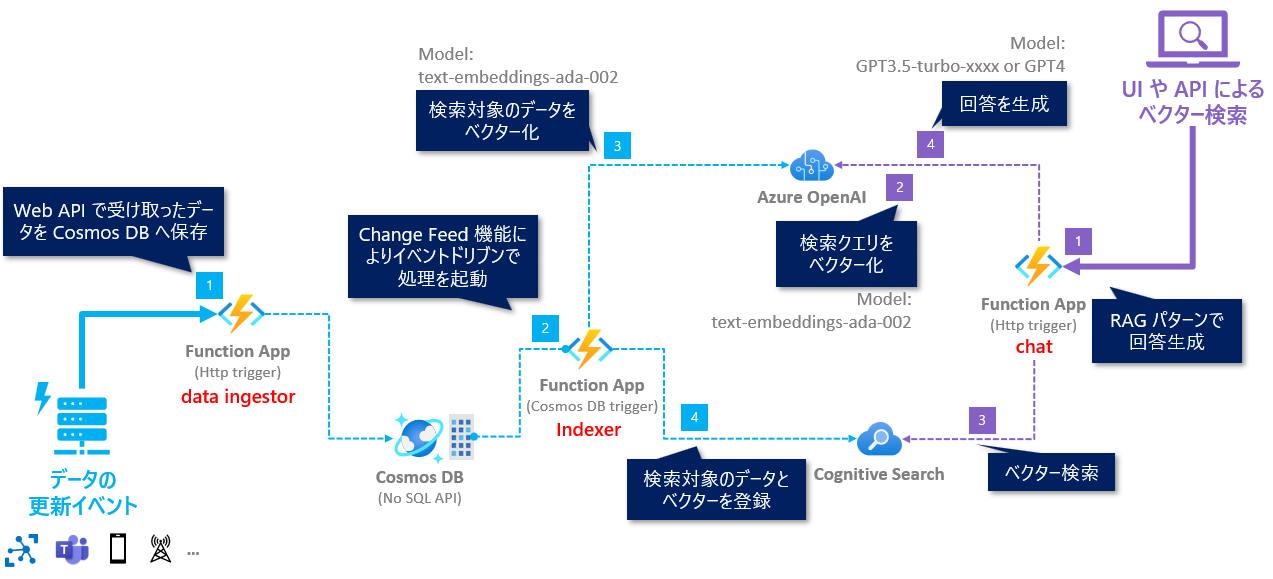 Model:
text-embeddings-ada-002
検索対象のデータを
ベクター化
3
Model:
GPT3.5-turbo-xxxx or GPT4
回答を生成
4
UI や API による
ベクター検索
Azure OpenAI
2
検索クエリを
ベクター化
Model:
text-embeddings-ada-002
1
Function App
(Http trigger)
chat
RAG パターンで
回答生成
Web API で受け取ったデー
タを Cosmos DB へ保存
1
Function App
(Http trigger)
data ingestor
Change Feed 機能に
よりイベントドリブンで
処理を起動
2
Function App
(Cosmos DB trigger)
Indexer
4
検索対象のデータと
ベクターを登録
3
ベクター検索
Cognitive Search
Cosmos DB
(No SQL API)
データの
更新イベント
T
...